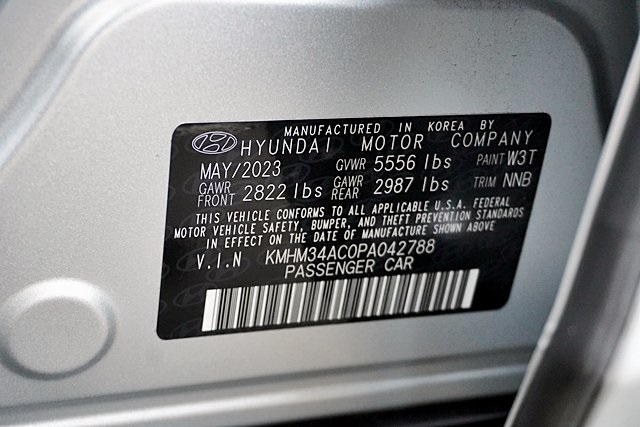 MANUFACTURED IN KOREA BY
HYUNDAI MOTOR COMPANY
MAY/2023 GVWR 5556 lbs PAINT W3T
GAWR FRONT 2822 lbs GAWR REAR 2987 lbs TRIM NNB
THIS VEHICLE CONFORMS TO ALL APPLICABLE U.S.A. FEDERAL
MOTOR VEHICLE SAFETY, BUMPER, AND THEFT PREVENTION STANDARDS
IN EFFECT ON THE DATE OF MANUFACTURE SHOWN ABOVE
V.I.N KMHM34AC0PA042788
PASSENGER CAR